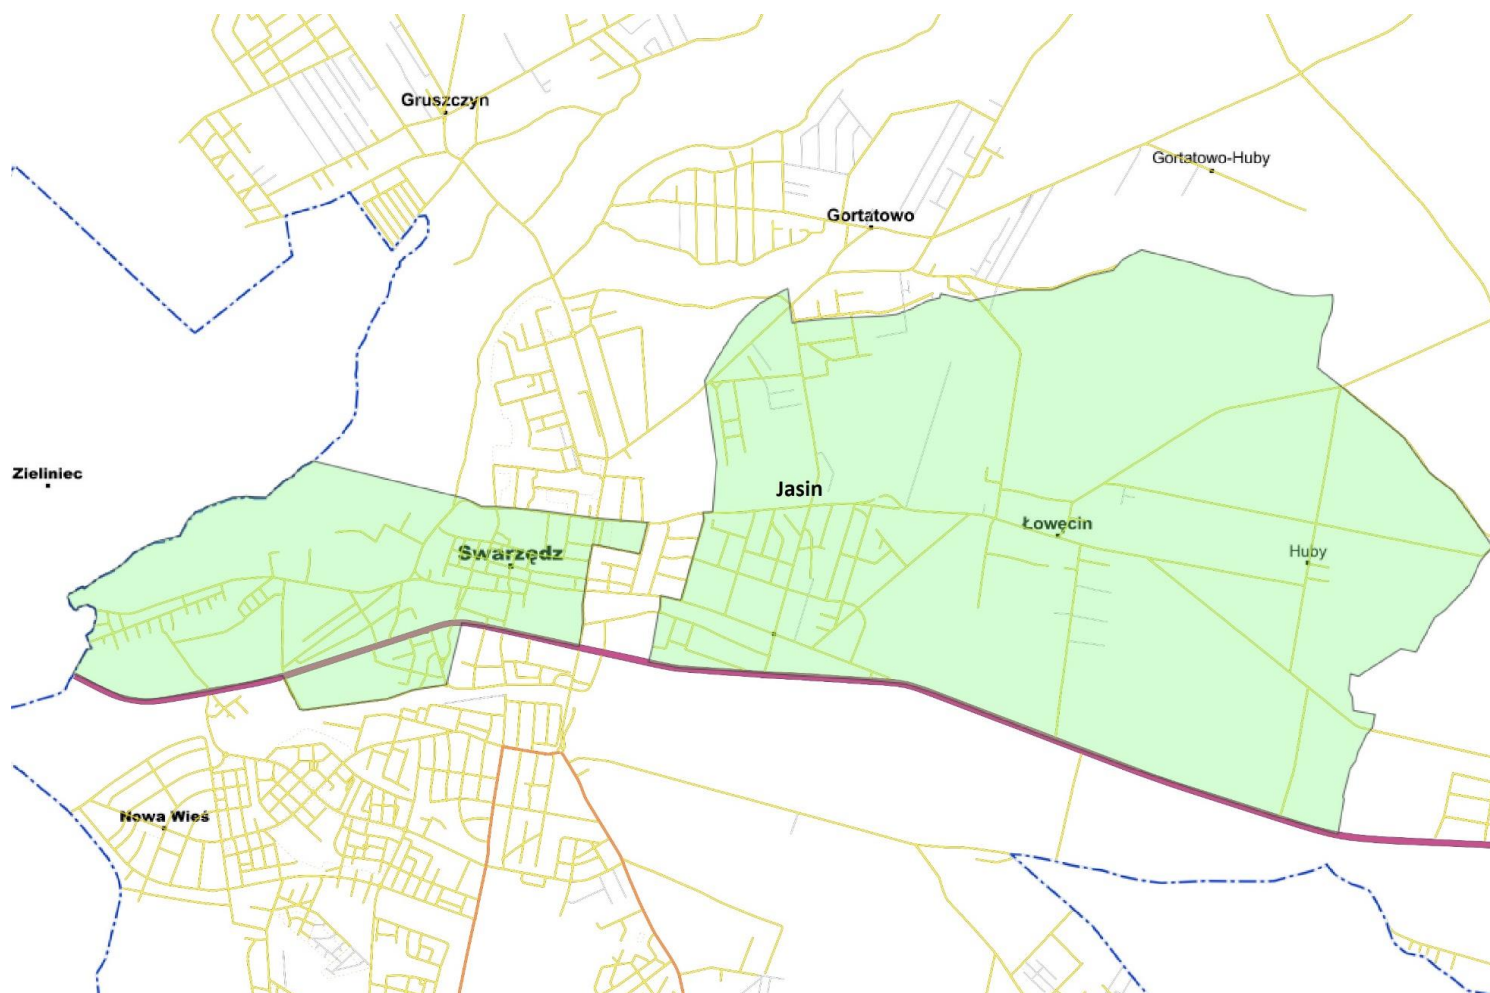 Gruszczyn
Gortatowo-Huby
Gortatowo
Zieliniec
Jasin
Łowęcin
Swarzędz
Huby
Nowa Wieś